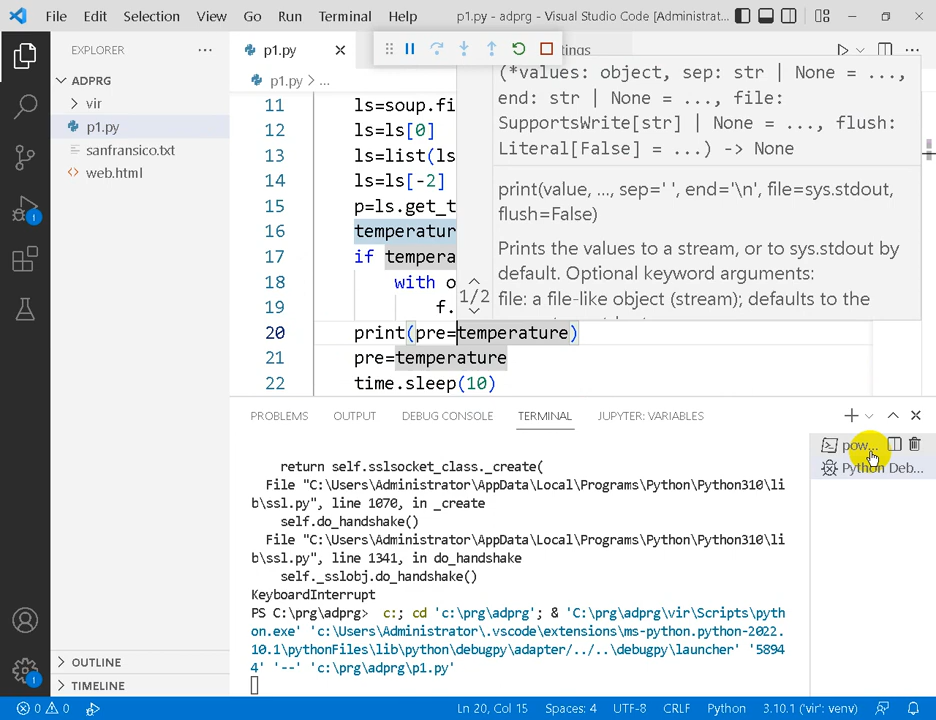 File Edit Selection View Go Run Terminal Help p1.py - adprg - Visual Studio Code [Administrat...
EXPLORER ...
p1.py
ADPRG
vir
p1.py
sanfransico.txt
web.html
p1.py > ...
11 ls=soup.fi
12 ls=ls[0]
13 ls=list(ls
14 ls=ls[-2]
15 p=ls.get_t
16 temperatur
17 if tempera
18 with o
19 f.
20 print(pre=temperature)
21 pre=temperature
22 time.sleep(10)
(*values: object, sep: str | None = ...,
end: str | None = ..., file:
SupportsWrite[str] | None = ..., flush:
Literal[False] = ...) -> None
print(value, ..., sep=' ', end='\n', file=sys.stdout,
flush=False)
Prints the values to a stream, or to sys.stdout by
default. Optional keyword arguments:
file: a file-like object (stream); defaults to the
1/2
PROBLEMS OUTPUT DEBUG CONSOLE TERMINAL JUPYTER: VARIABLES
pow...
Python Deb...
return self.sslsocket_class._create(
File "C:\Users\Administrator\AppData\Local\Programs\Python\Python310\li
b\ssl.py", line 1070, in _create
self.do_handshake()
File "C:\Users\Administrator\AppData\Local\Programs\Python\Python310\li
b\ssl.py", line 1341, in do_handshake
self._sslobj.do_handshake()
KeyboardInterrupt
PS C:\prg\adprg> c:; cd 'c:\prg\adprg'; & 'C:\prg\adprg\vir\Scripts\pyth
on.exe' 'c:\Users\Administrator\.vscode\extensions\ms-python.python-2022.
10.1\pythonFiles\lib\python\debugpy\adapter/../..\debugpy\launcher' '5894
4' '--' 'c:\prg\adprg\p1.py'
OUTLINE
TIMELINE
1
1
0 0 Ln 20, Col 15 Spaces: 4 UTF-8 CRLF Python 3.10.1 ('vir': venv)